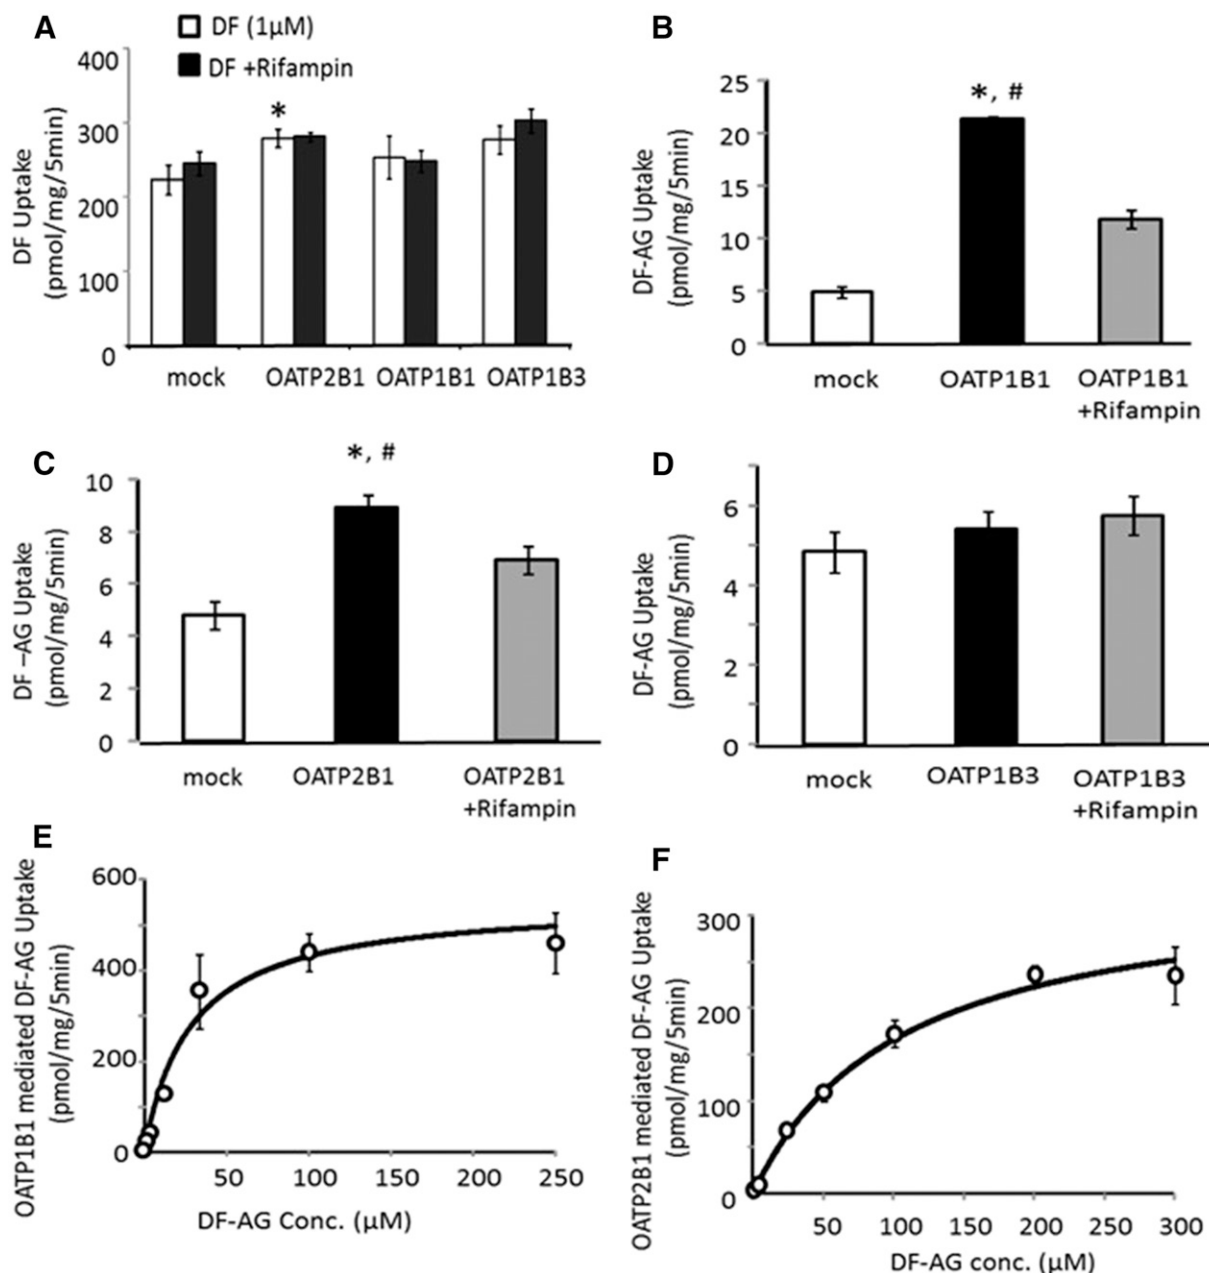 A
DF (1µM)
DF +Rifampin
DF Uptake
(pmol/mg/5min)
400
300
200
100
0
*
mock
OATP2B1
OATP1B1
OATP1B3
B
DF-AG Uptake
(pmol/mg/5min)
25
20
15
10
5
0
*, #
mock
OATP1B1
OATP1B1
+Rifampin
C
DF –AG Uptake
(pmol/mg/5min)
10
8
6
4
2
0
*, #
mock
OATP2B1
OATP2B1
+Rifampin
D
DF-AG Uptake
(pmol/mg/5min)
6
4
2
0
mock
OATP1B3
OATP1B3
+Rifampin
E
OATP1B1 mediated DF-AG Uptake
(pmol/mg/5min)
600
400
200
0
50
100
150
200
250
DF-AG Conc. (µM)
F
OATP2B1 mediated DF-AG Uptake
(pmol/mg/5min)
300
200
100
0
50
100
150
200
250
300
DF-AG conc. (µM)